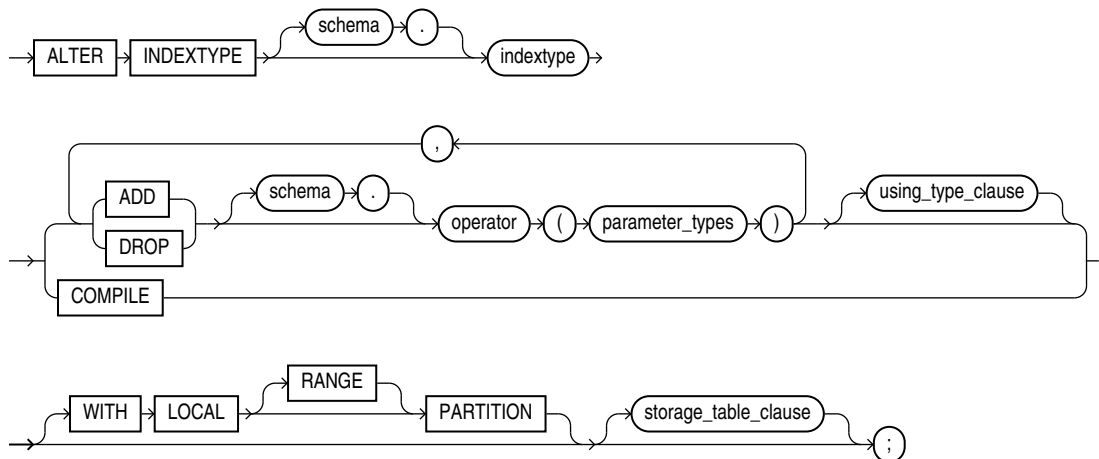 schema .
ALTER INDEXTYPE indextype
,
ADD schema . using_type_clause
operator ( parameter_types )
DROP
COMPILE
RANGE
WITH LOCAL PARTITION storage_table_clause
;